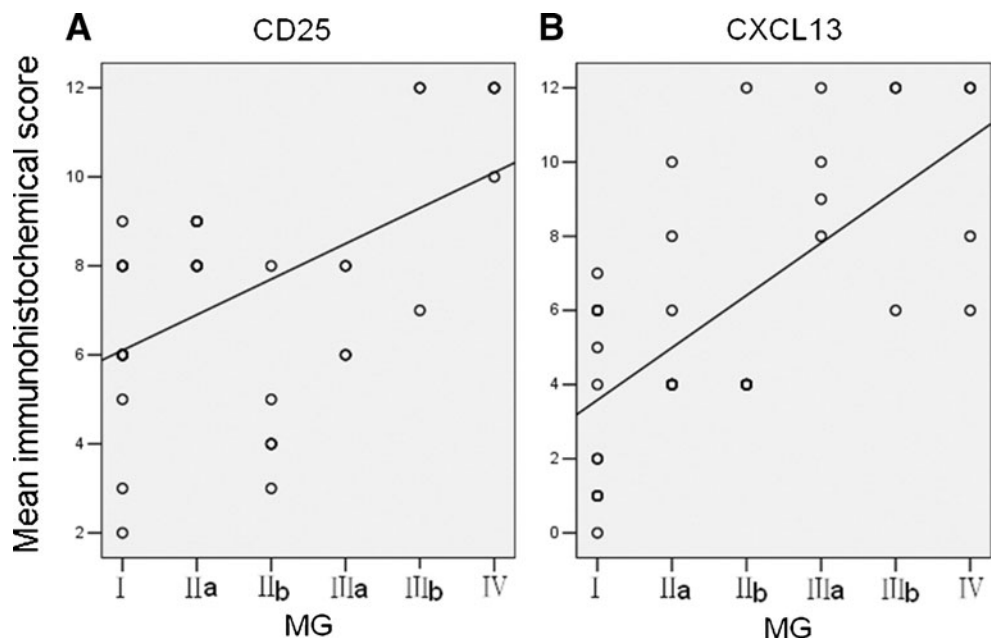 A CD25
B CXCL13
Mean immunohistochemical score
12
10
8
6
4
2
I IIa IIb IIIa IIIb IV
MG
12
10
8
6
4
2
0
I IIa IIb IIIa IIIb IV
MG